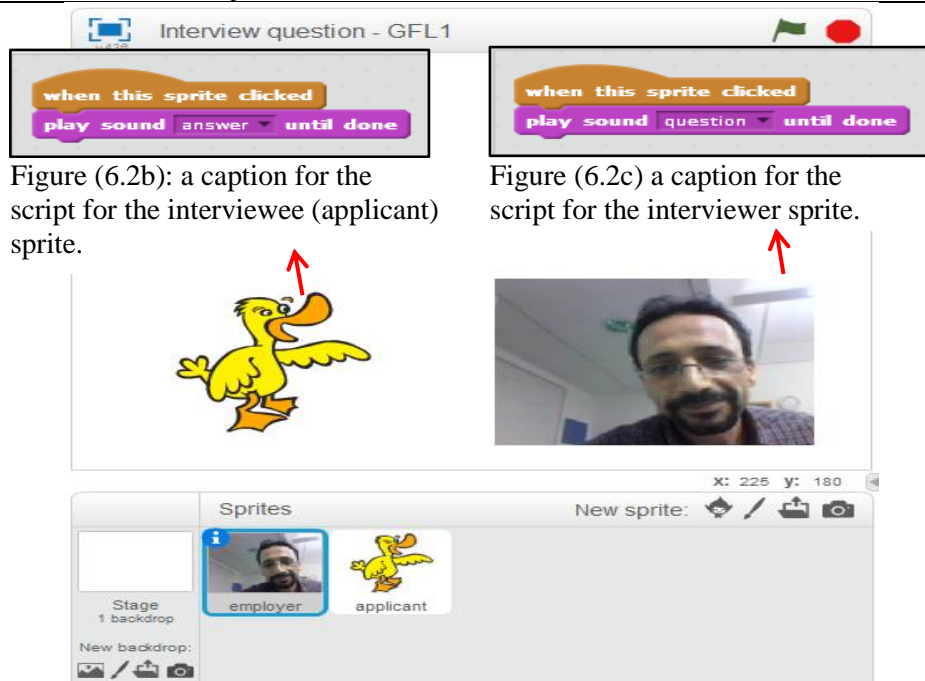 Interview question - GFL1
v436
when this sprite clicked
play sound answer until done
when this sprite clicked
play sound question until done
Figure (6.2b): a caption for the
script for the interviewee (applicant)
sprite.
Figure (6.2c) a caption for the
script for the interviewer sprite.
x: 225 y: 180
Sprites
New sprite:
Stage
1 backdrop
New backdrop:
i
employer
applicant